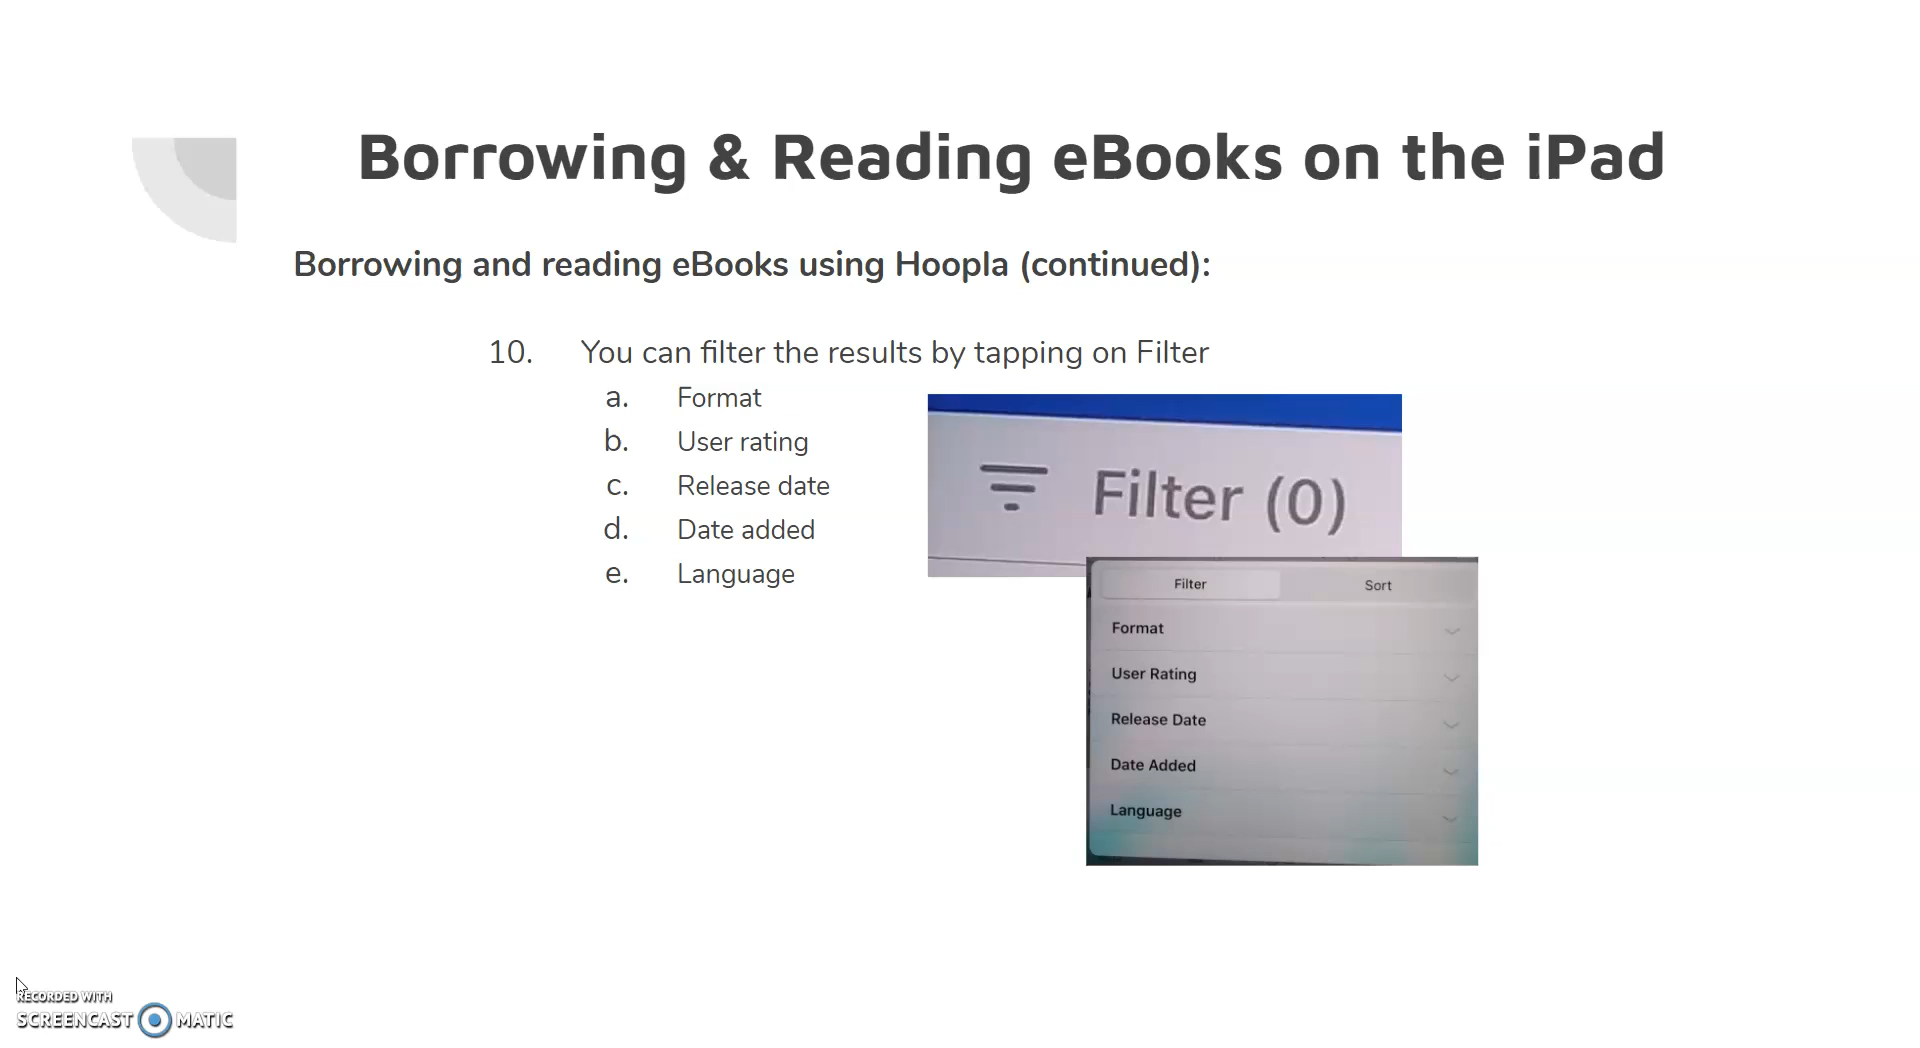 Borrowing & Reading eBooks on the iPad
Borrowing and reading eBooks using Hoopla (continued):
10. You can filter the results by tapping on Filter
a. Format
b. User rating
c. Release date
d. Date added
e. Language
Filter (0)
Filter Sort
Format
User Rating
Release Date
Date Added
Language
RECORDED WITH
SCREENCAST MATIC